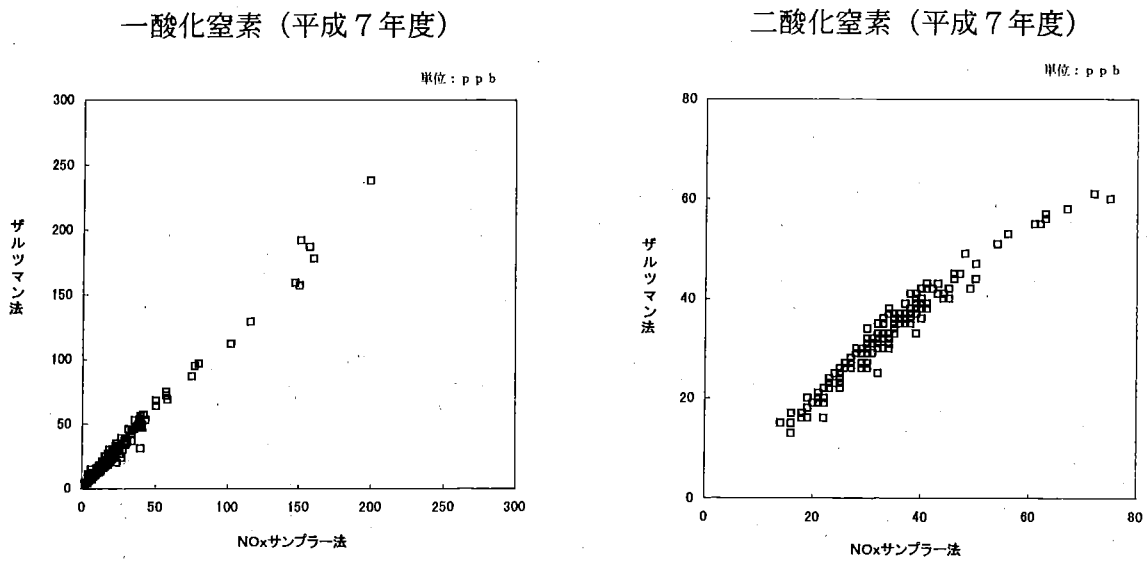 一酸化窒素(平成7年度)
単位:ppb
300
250
200
150
100
50
0
ザルツマン法
0 50 100 150 200 250 300
NOxサンプラー法
二酸化窒素(平成7年度)
単位:ppb
80
60
40
20
0
ザルツマン法
0 20 40 60 80
NOxサンプラー法